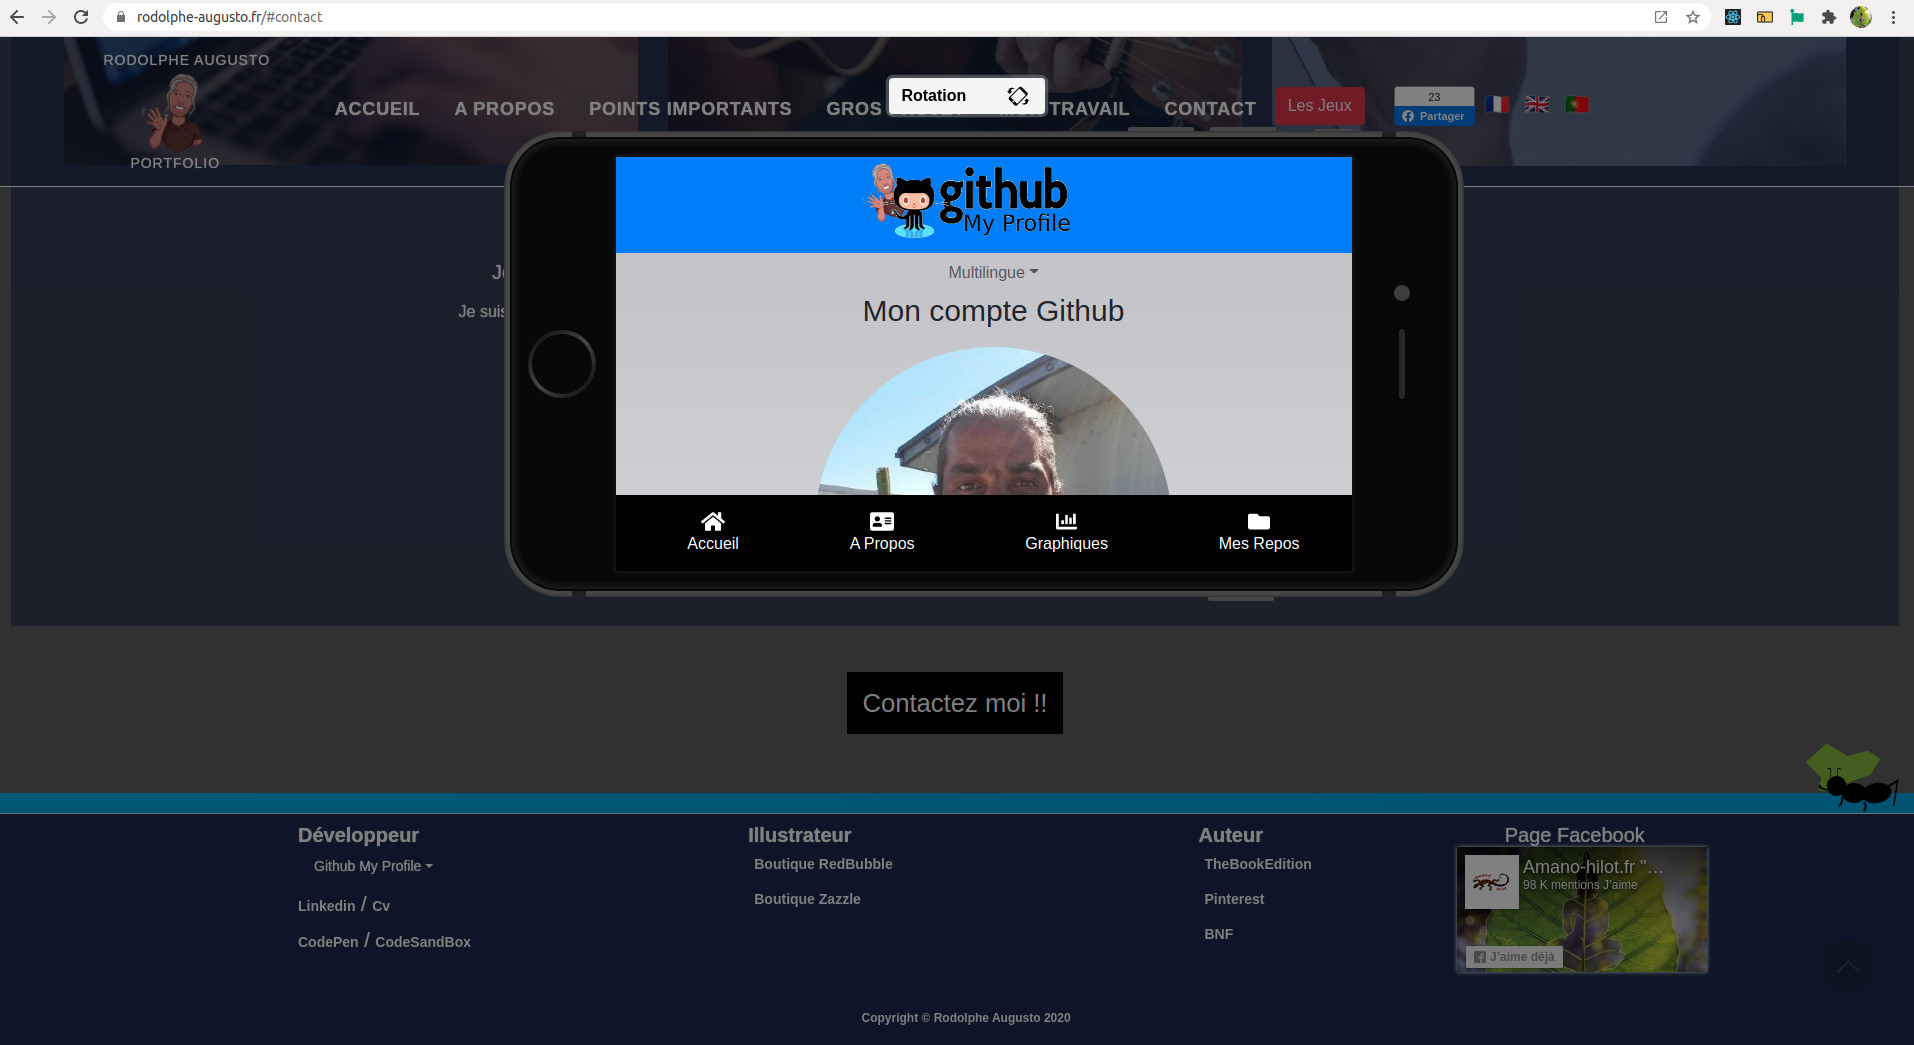 rodolphe-augusto.fr/#contact
RODOLPHE AUGUSTO
PORTFOLIO
ACCUEIL
A PROPOS
POINTS IMPORTANTS
GROS
TRAVAIL
CONTACT
Les Jeux
23
Partager
Rotation
github
My Profile
Multilingue
Mon compte Github
Je suis
Accueil
A Propos
Graphiques
Mes Repos
Contactez moi !!
Développeur
Github My Profile
Linkedin / Cv
CodePen / CodeSandBox
Illustrateur
Boutique RedBubble
Boutique Zazzle
Auteur
TheBookEdition
Pinterest
BNF
Page Facebook
Amano-hilot.fr "...
98 K mentions J'aime
J'aime déjà
Copyright © Rodolphe Augusto 2020